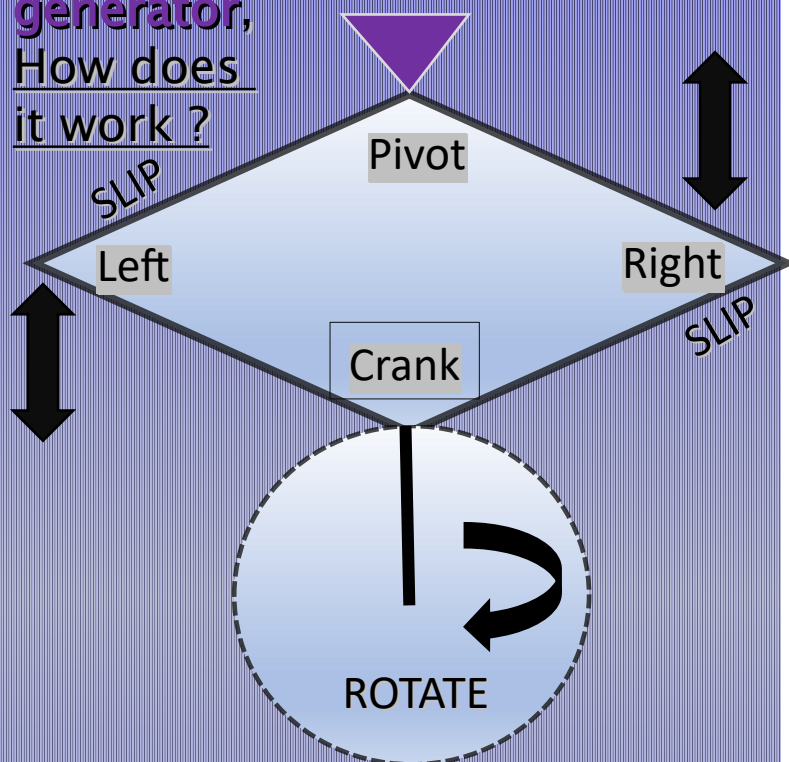 generator,
How does
it work ?
Pivot
SLIP
Left
Right
SLIP
Crank
ROTATE